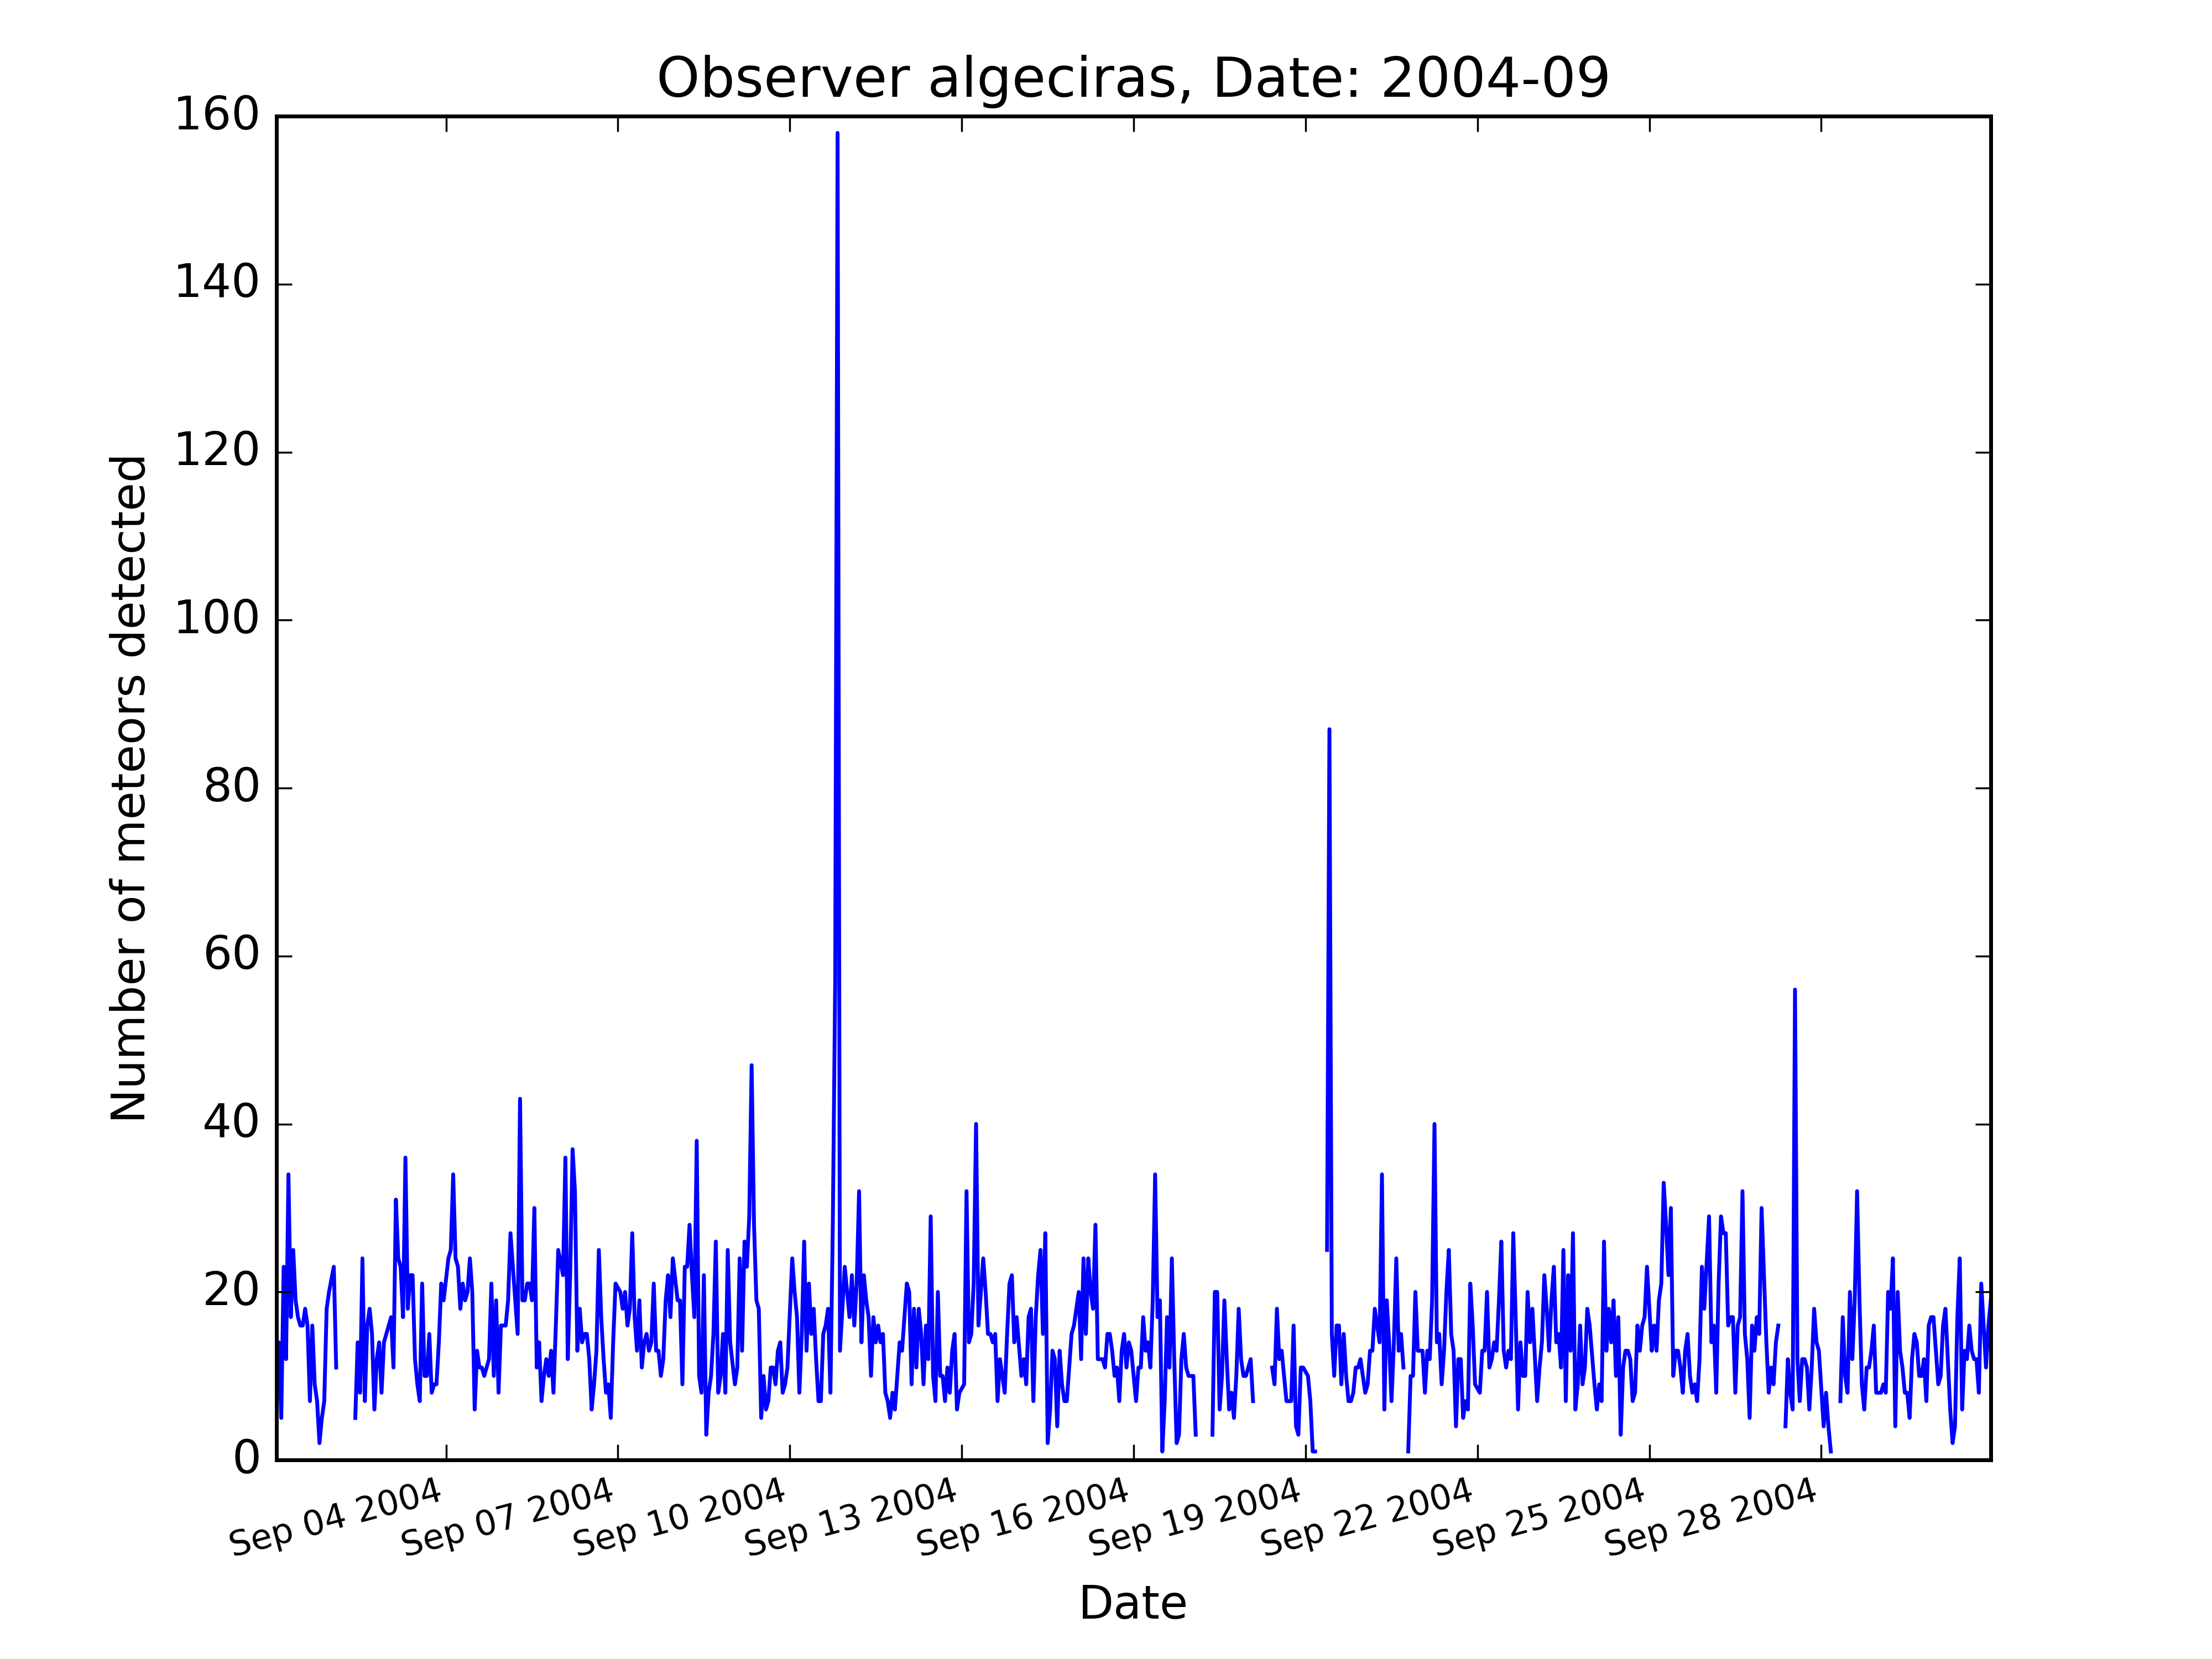 Observer algeciras, Date: 2004-09
160
140
120
100
80
60
40
20
0
Number of meteors detected
Sep 04 2004
Sep 07 2004
Sep 10 2004
Sep 13 2004
Sep 16 2004
Sep 19 2004
Sep 22 2004
Sep 25 2004
Sep 28 2004
Date